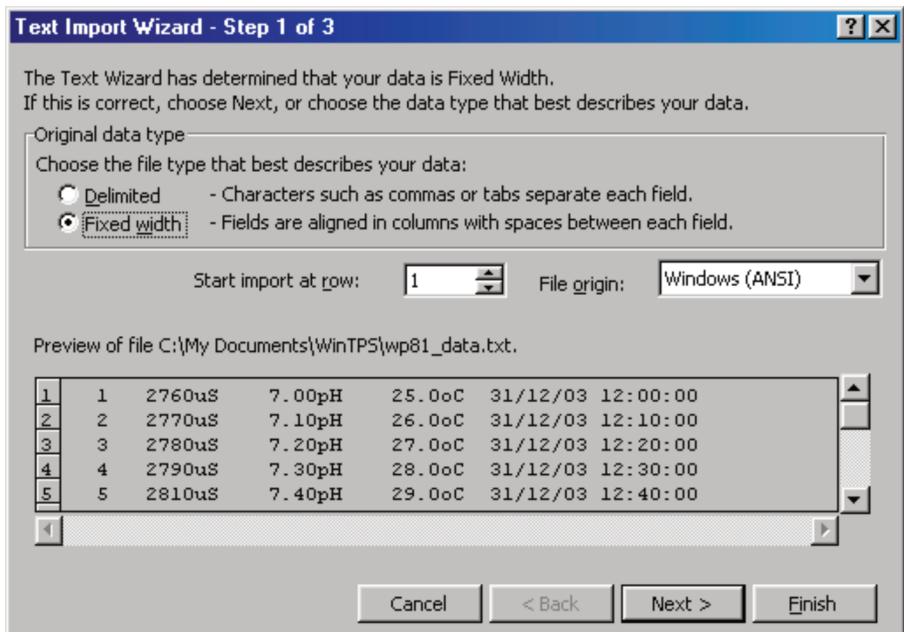 Text Import Wizard - Step 1 of 3
The Text Wizard has determined that your data is Fixed Width.
If this is correct, choose Next, or choose the data type that best describes your data.
Original data type
Choose the file type that best describes your data:
Delimited - Characters such as commas or tabs separate each field.
Fixed width - Fields are aligned in columns with spaces between each field.
Start import at row: 1 File origin: Windows (ANSI)
Preview of file C:\My Documents\WinTPS\wp81_data.txt.
1 1 2760uS 7.00pH 25.0oC 31/12/03 12:00:00
2 2 2770uS 7.10pH 26.0oC 31/12/03 12:10:00
3 3 2780uS 7.20pH 27.0oC 31/12/03 12:20:00
4 4 2790uS 7.30pH 28.0oC 31/12/03 12:30:00
5 5 2810uS 7.40pH 29.0oC 31/12/03 12:40:00
Cancel < Back Next > Finish